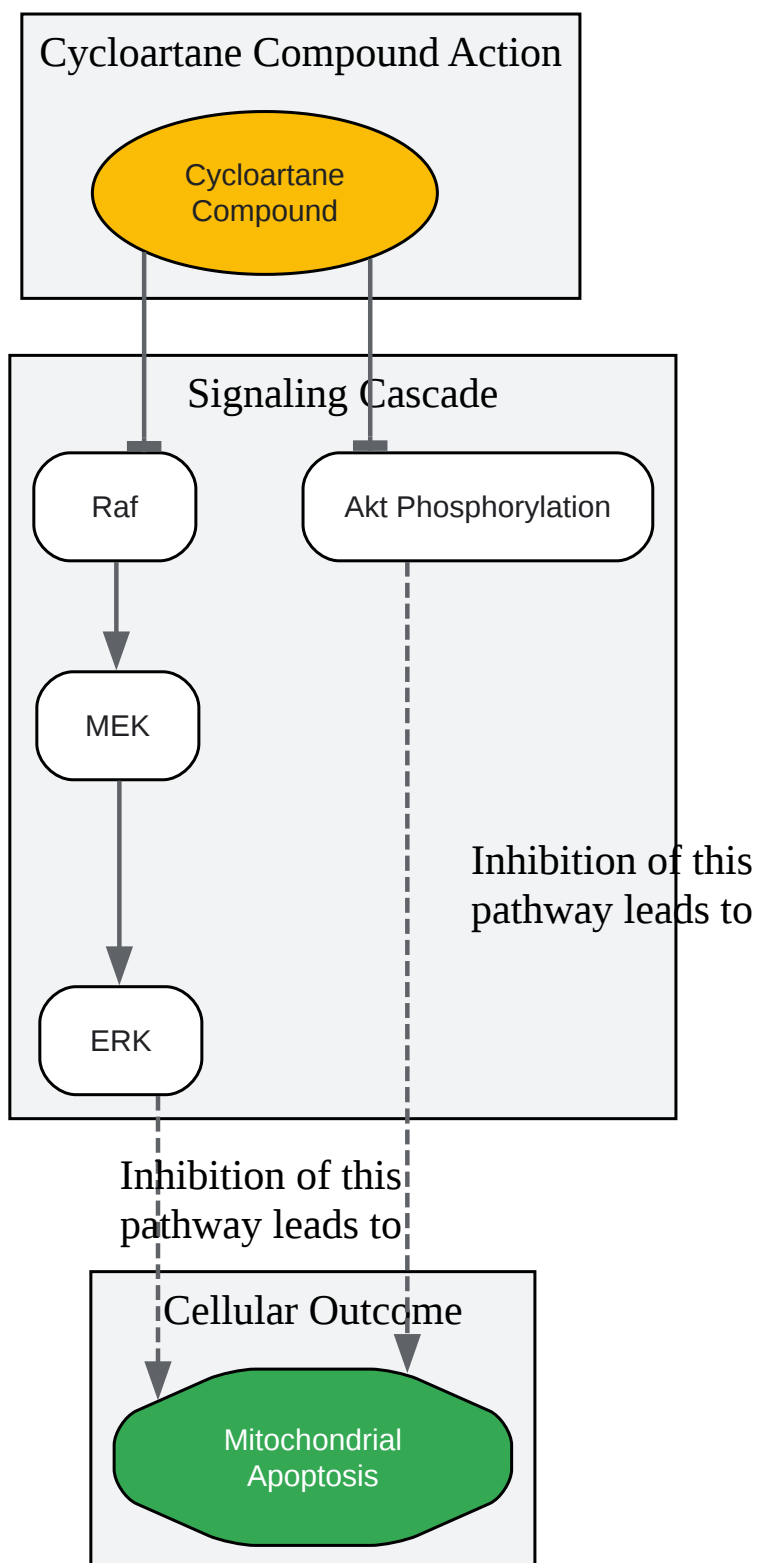 Cycloartane Compound Action
Cycloartane
Compound
Signaling Cascade
Raf
Akt Phosphorylation
MEK
Inhibition of this
pathway leads to
ERK
Inhibition of this
pathway leads to
Cellular Outcome
Mitochondrial
Apoptosis